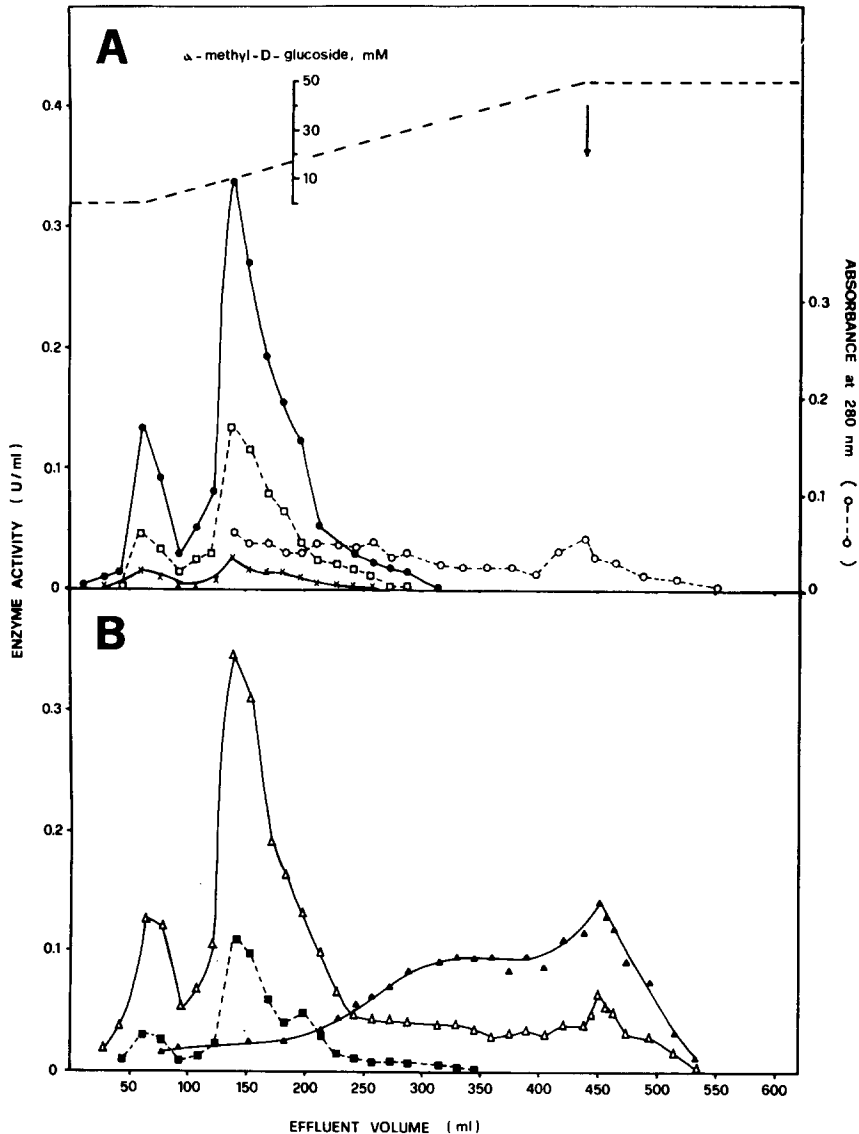 A
α-methyl-D-glucoside, mM
50
30
10
0.4
0.3
0.2
0.1
0
ENZYME ACTIVITY (U/ml)
0.3
0.2
0.1
0
ABSORBANCE at 280 nm (o----o)
B
0.3
0.2
0.1
0
50 100 150 200 250 300 350 400 450 500 550 600
EFFLUENT VOLUME (ml)